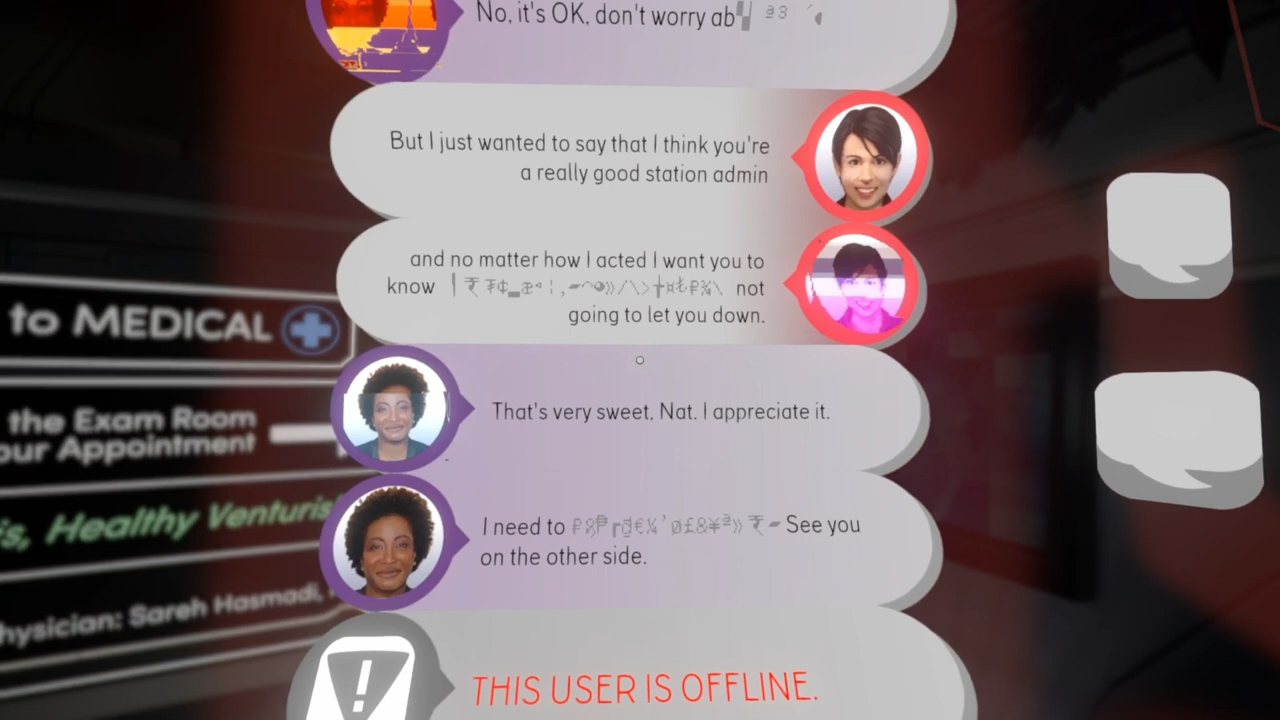 No, it's OK, don't worry ab
But I just wanted to say that I think you're
a really good station admin
and no matter how I acted I want you to
know not
going to let you down.
That's very sweet, Nat. I appreciate it.
I need to See you
on the other side.
THIS USER IS OFFLINE.
to MEDICAL
the Exam Room
our Appointment
is, Healthy Venturist
hysician: Sareh Hasmadi,